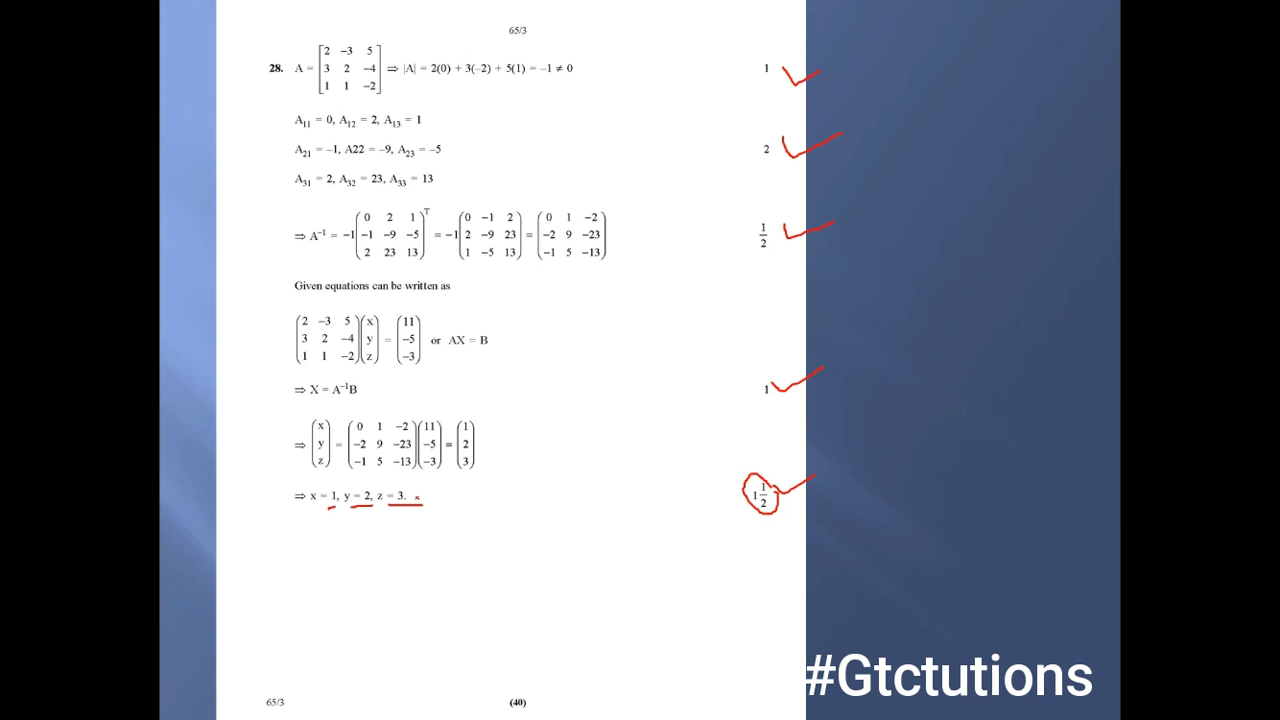 65/3
28. A = [2 −3 5; 3 2 −4; 1 1 −2] ⇒ |A| = 2(0) + 3(−2) + 5(1) = −1 ≠ 0 1
A₁₁ = 0, A₁₂ = 2, A₁₃ = 1
A₂₁ = −1, A22 = −9, A₂₃ = −5 2
A₃₁ = 2, A₃₂ = 23, A₃₃ = 13
⇒ A⁻¹ = −1(0 2 1; −1 −9 −5; 2 23 13)ᵀ = −1(0 −1 2; 2 −9 23; 1 −5 13) = (0 1 −2; −2 9 −23; −1 5 −13) 1/2
Given equations can be written as
(2 −3 5; 3 2 −4; 1 1 −2)(x; y; z) = (11; −5; −3) or AX = B
⇒ X = A⁻¹B 1
⇒ (x; y; z) = (0 1 −2; −2 9 −23; −1 5 −13)(11; −5; −3) = (1; 2; 3)
⇒ x = 1, y = 2, z = 3. 1 1/2
#Gtctutions
65/3 (40)